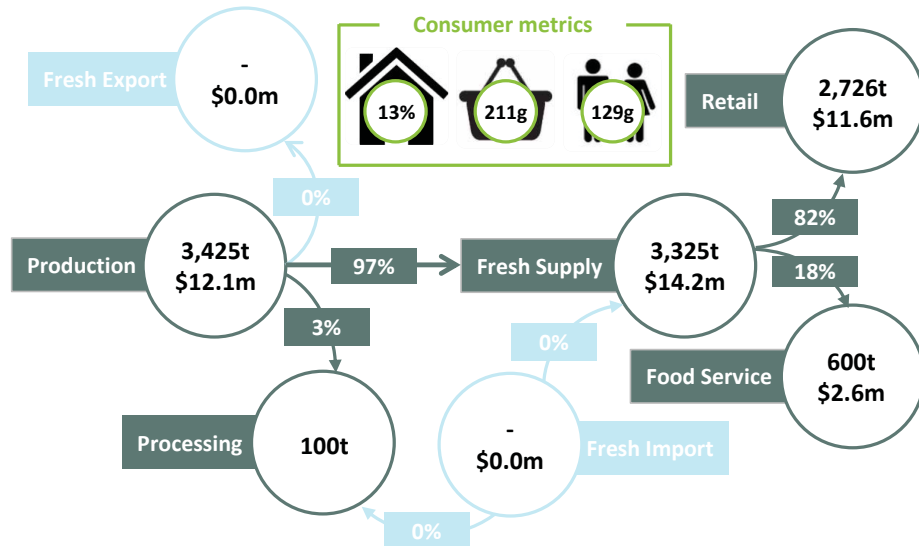 Consumer metrics
13%
211g
129g
Fresh Export
-
$0.0m
Retail
2,726t
$11.6m
0%
82%
Production
3,425t
$12.1m
97%
Fresh Supply
3,325t
$14.2m
18%
3%
0%
Food Service
600t
$2.6m
Processing
100t
-
$0.0m
Fresh Import
0%